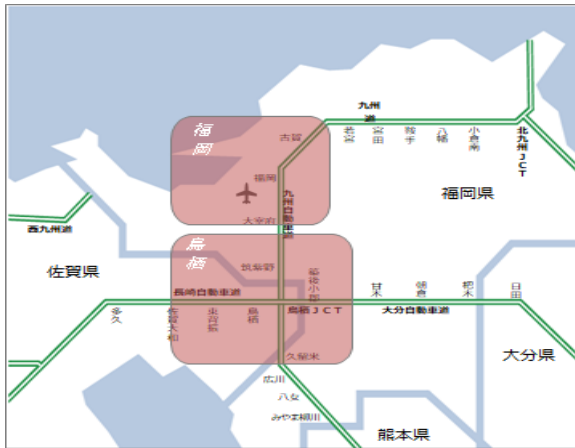 九州
道
福
岡
古賀
若宮
宮田
鞍手
八幡
小倉南
北九州JCT
福岡
九州自動車道
福岡県
太宰府
西九州道
鳥
栖
佐賀県
筑紫野
筑後小郡
長崎自動車道
甘木
朝倉
杷木
日田
多久
佐賀大和
東背振
鳥栖
鳥栖JCT
大分自動車道
久留米
大分県
広川
八女
みやま柳川
熊本県